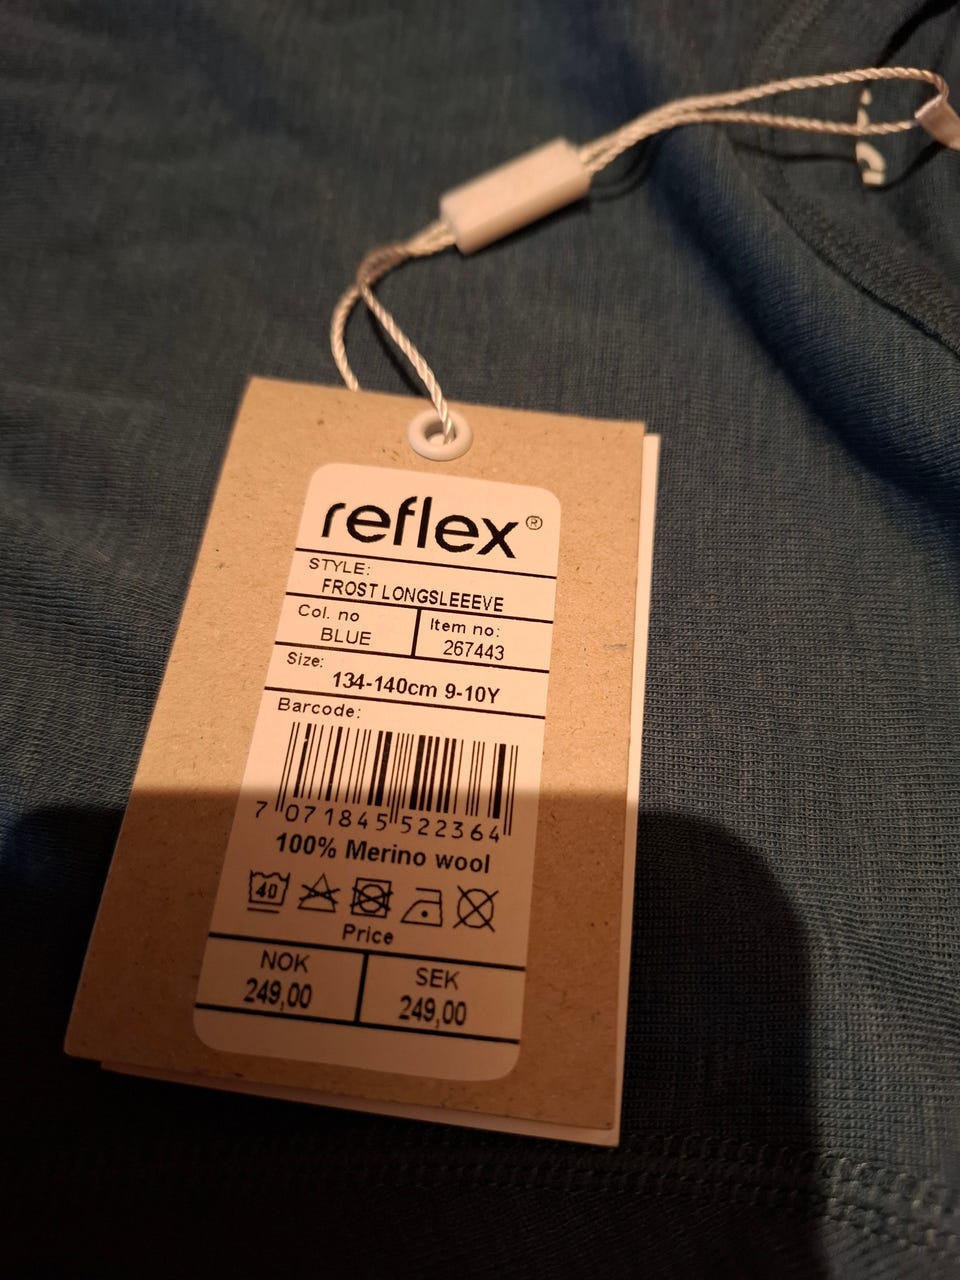 reflex®
STYLE:
FROST LONGSLEEEVE
Col. no
BLUE
Item no:
267443
Size:
134-140cm 9-10Y
Barcode:
7 071845 522364
100% Merino wool
40
Price
NOK
249,00
SEK
249,00